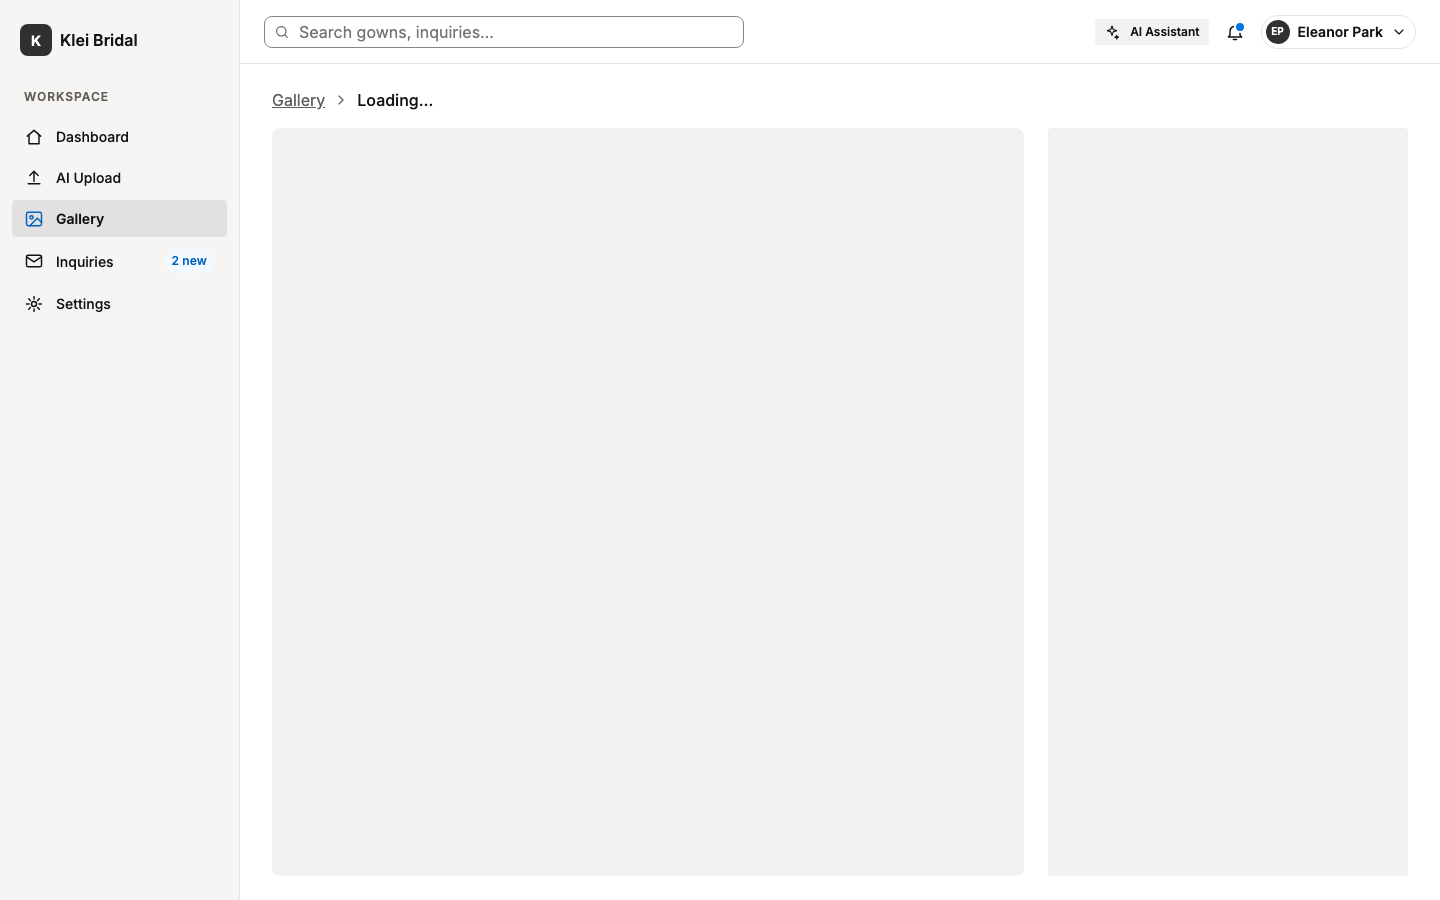 K Klei Bridal
WORKSPACE
Dashboard
AI Upload
Gallery
Inquiries 2 new
Settings
Search gowns, inquiries...
AI Assistant
EP Eleanor Park
Gallery > Loading...